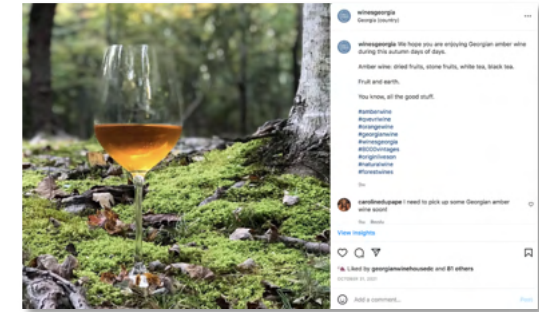 winesgeorgia
Georgia (country)
winesgeorgia We hope you are enjoying Georgian amber wine
during this autumn days of days.
Amber wine: dried fruits, stone fruits, white tea, black tea.
Fruit and earth.
You know, all the good stuff.
#amberwine
#qvevriwine
#orangewine
#georgianwine
#winesgeorgia
#8000vintages
#originliveson
#naturalwine
#forestwines
carolinedupape I need to pick up some Georgian amber
wine soon!
Reply
View Insights
Liked by georgianwinehousedc and 81 others
OCTOBER 21, 2021
Add a comment...
Post